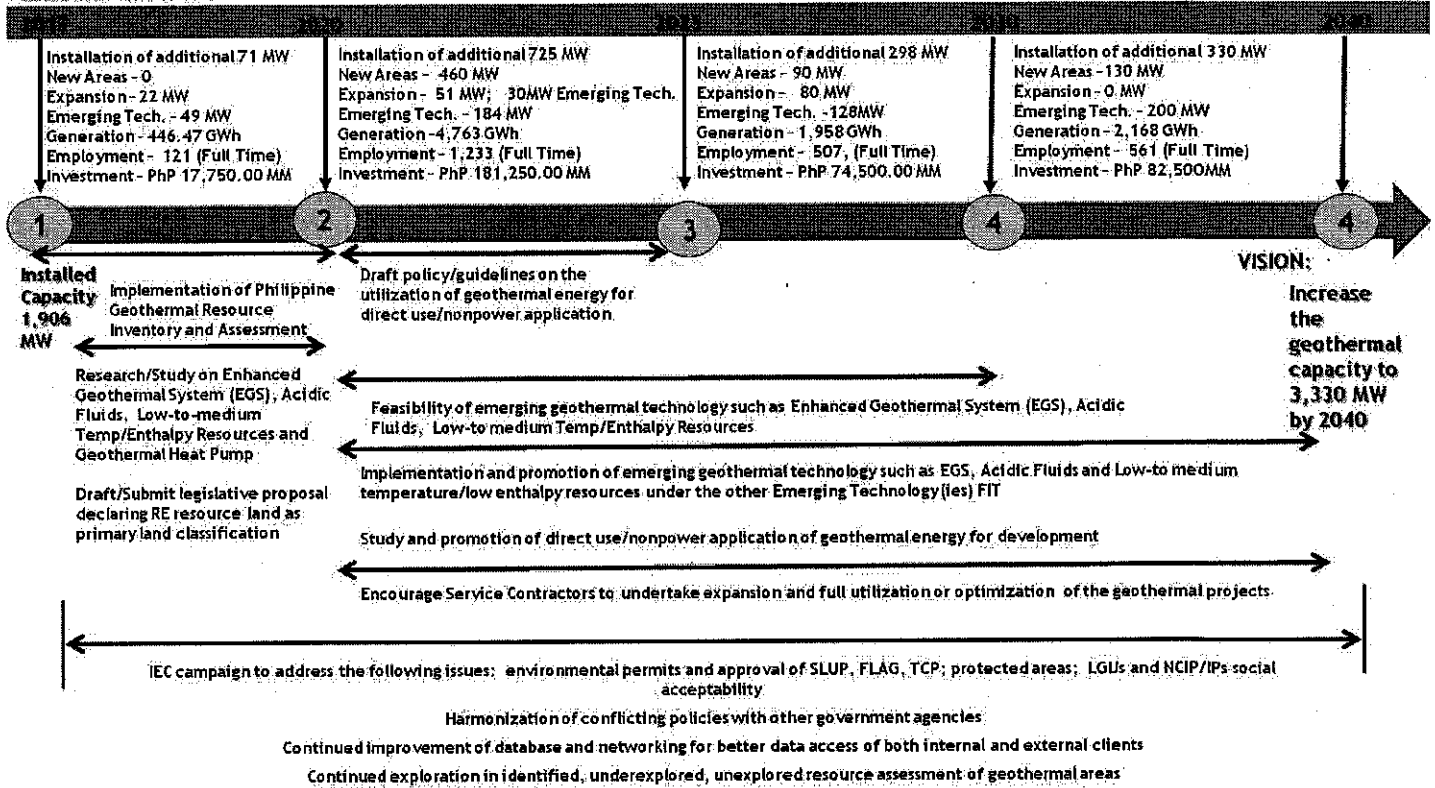 2017
2020
2025
2030
2040
Installation of additional 71 MW
New Areas - 0
Expansion - 22 MW
Emerging Tech. - 49 MW
Generation - 446.47 GWh
Employment - 121 (Full Time)
Investment - PhP 17,750.00 MM
Installation of additional 725 MW
New Areas - 460 MW
Expansion - 51 MW; 30MW Emerging Tech.
Emerging Tech. - 184 MW
Generation -4,763 GWh
Employment - 1,233 (Full Time)
Investment - PhP 181,250.00 MM
Installation of additional 298 MW
New Areas - 90 MW
Expansion - 80 MW
Emerging Tech. -128MW
Generation - 1,958 GWh
Employment - 507, (Full Time)
Investment - PhP 74,500.00 MM
Installation of additional 330 MW
New Areas -130 MW
Expansion - 0 MW
Emerging Tech. - 200 MW
Generation - 2,168 GWh
Employment - 561 (Full Time)
Investment - PhP 82,500MM
1
2
3
4
4
Installed
Capacity
1,906
MW
Implementation of Philippine
Geothermal Resource
Inventory and Assessment
Draft policy/guidelines on the
utilization of geothermal energy for
direct use/nonpower application
VISION:
Increase
the
geothermal
capacity to
3,330 MW
by 2040
Research/Study on Enhanced
Geothermal System (EGS), Acidic
Fluids, Low-to-medium
Temp/Enthalpy Resources and
Geothermal Heat Pump
Draft/Submit legislative proposal
declaring RE resource land as
primary land classification
Feasibility of emerging geothermal technology such as Enhanced Geothermal System (EGS), Acidic
Fluids, Low-to medium Temp/Enthalpy Resources
Implementation and promotion of emerging geothermal technology such as EGS, Acidic Fluids and Low-to medium
temperature/low enthalpy resources under the other Emerging Technology(ies) FIT
Study and promotion of direct use/nonpower application of geothermal energy for development
Encourage Service Contractors to undertake expansion and full utilization or optimization of the geothermal projects
IEC campaign to address the following issues: environmental permits and approval of SLUP, FLAG, TCP; protected areas; LGUs and NCIP/IPs social
acceptability
Harmonization of conflicting policies with other government agencies
Continued improvement of database and networking for better data access of both internal and external clients
Continued exploration in identified, underexplored, unexplored resource assessment of geothermal areas